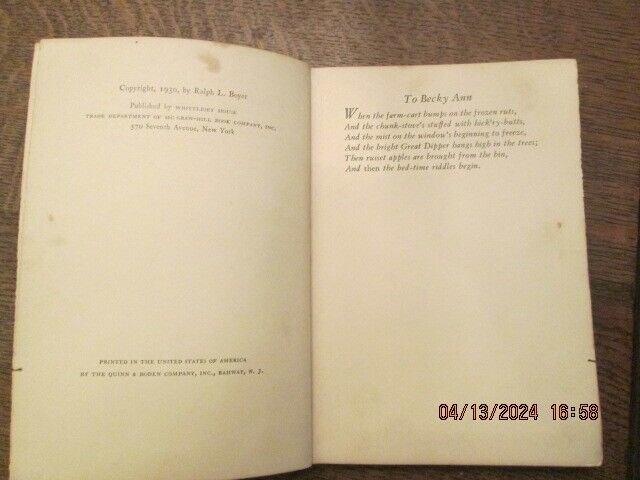 Copyright, 1930, by Ralph L. Boyer
Published by WHITTLESEY HOUSE
TRADE DEPARTMENT OF MC GRAW-HILL BOOK COMPANY, INC.
370 Seventh Avenue, New York
PRINTED IN THE UNITED STATES OF AMERICA
BY THE QUINN & BODEN COMPANY, INC., RAHWAY, N. J.
To Becky Ann
When the farm-cart bumps on the frozen ruts,
And the chunk-stove's stuffed with hick'ry-butts,
And the mist on the window's beginning to freeze,
And the bright Great Dipper hangs high in the trees;
Then russet apples are brought from the bin,
And then the bed-time riddles begin.
04/13/2024 16:58